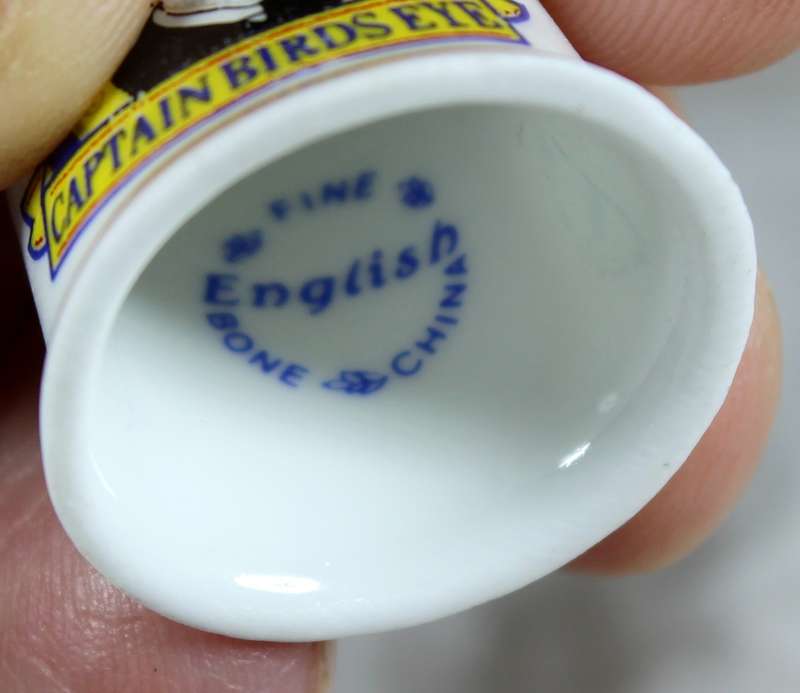 CAPTAIN BIRDS EYE
FINE
English
BONE CHINA